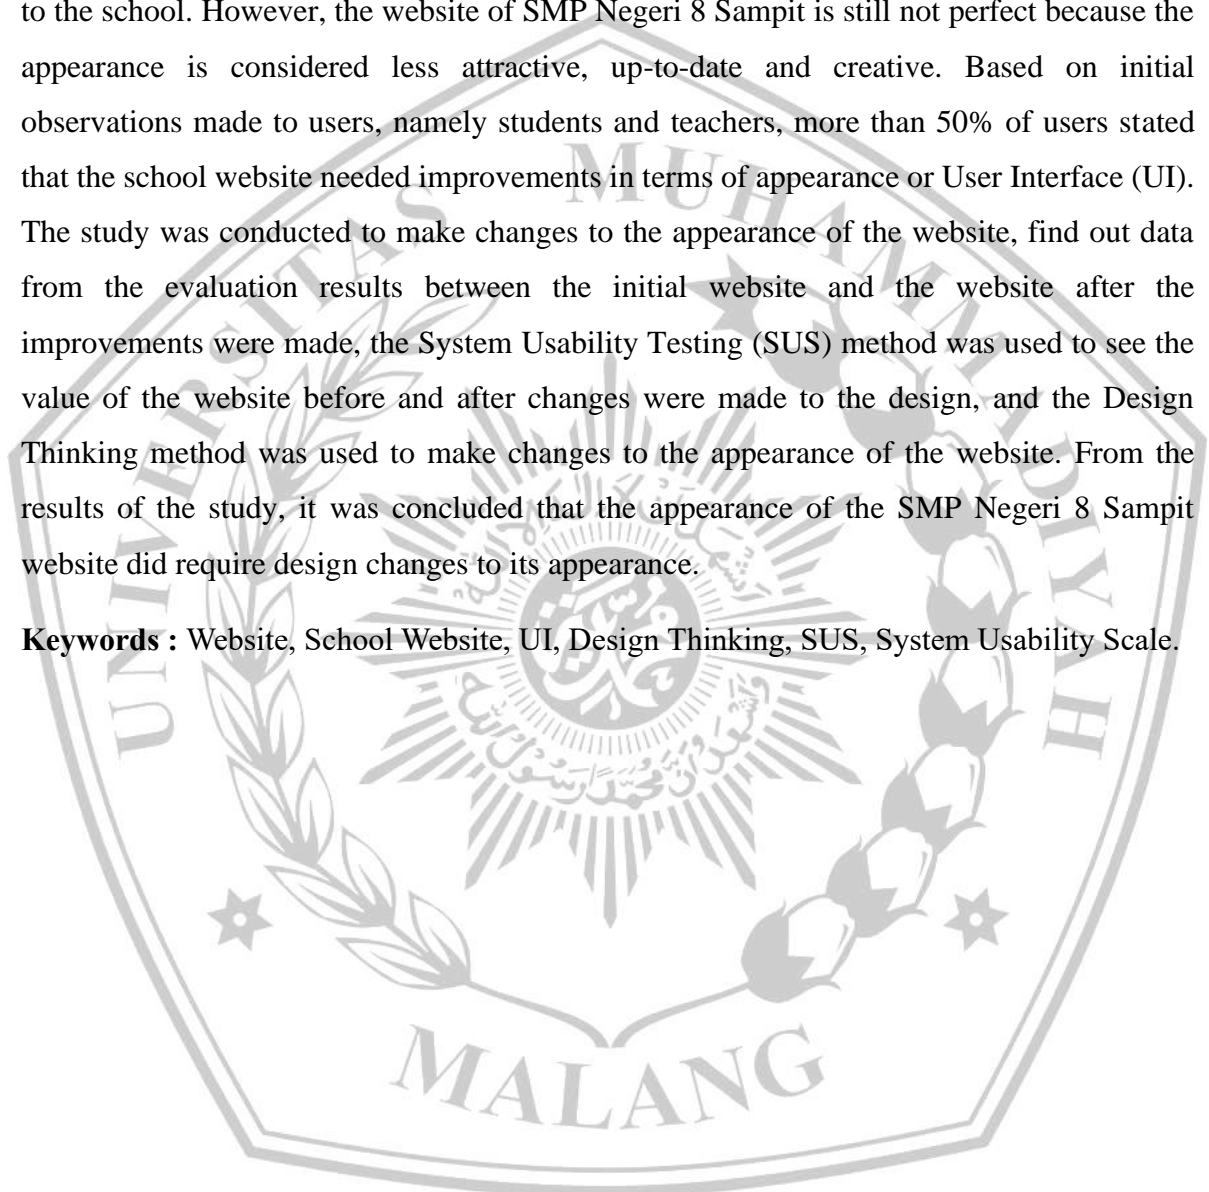 to the school. However, the website of SMP Negeri 8 Sampit is still not perfect because the
appearance is considered less attractive, up-to-date and creative. Based on initial
observations made to users, namely students and teachers, more than 50% of users stated
that the school website needed improvements in terms of appearance or User Interface (UI).
The study was conducted to make changes to the appearance of the website, find out data
from the evaluation results between the initial website and the website after the
improvements were made, the System Usability Testing (SUS) method was used to see the
value of the website before and after changes were made to the design, and the Design
Thinking method was used to make changes to the appearance of the website. From the
results of the study, it was concluded that the appearance of the SMP Negeri 8 Sampit
website did require design changes to its appearance.
Keywords : Website, School Website, UI, Design Thinking, SUS, System Usability Scale.
UNIVERSITAS MUHAMMADIYAH
MALANG